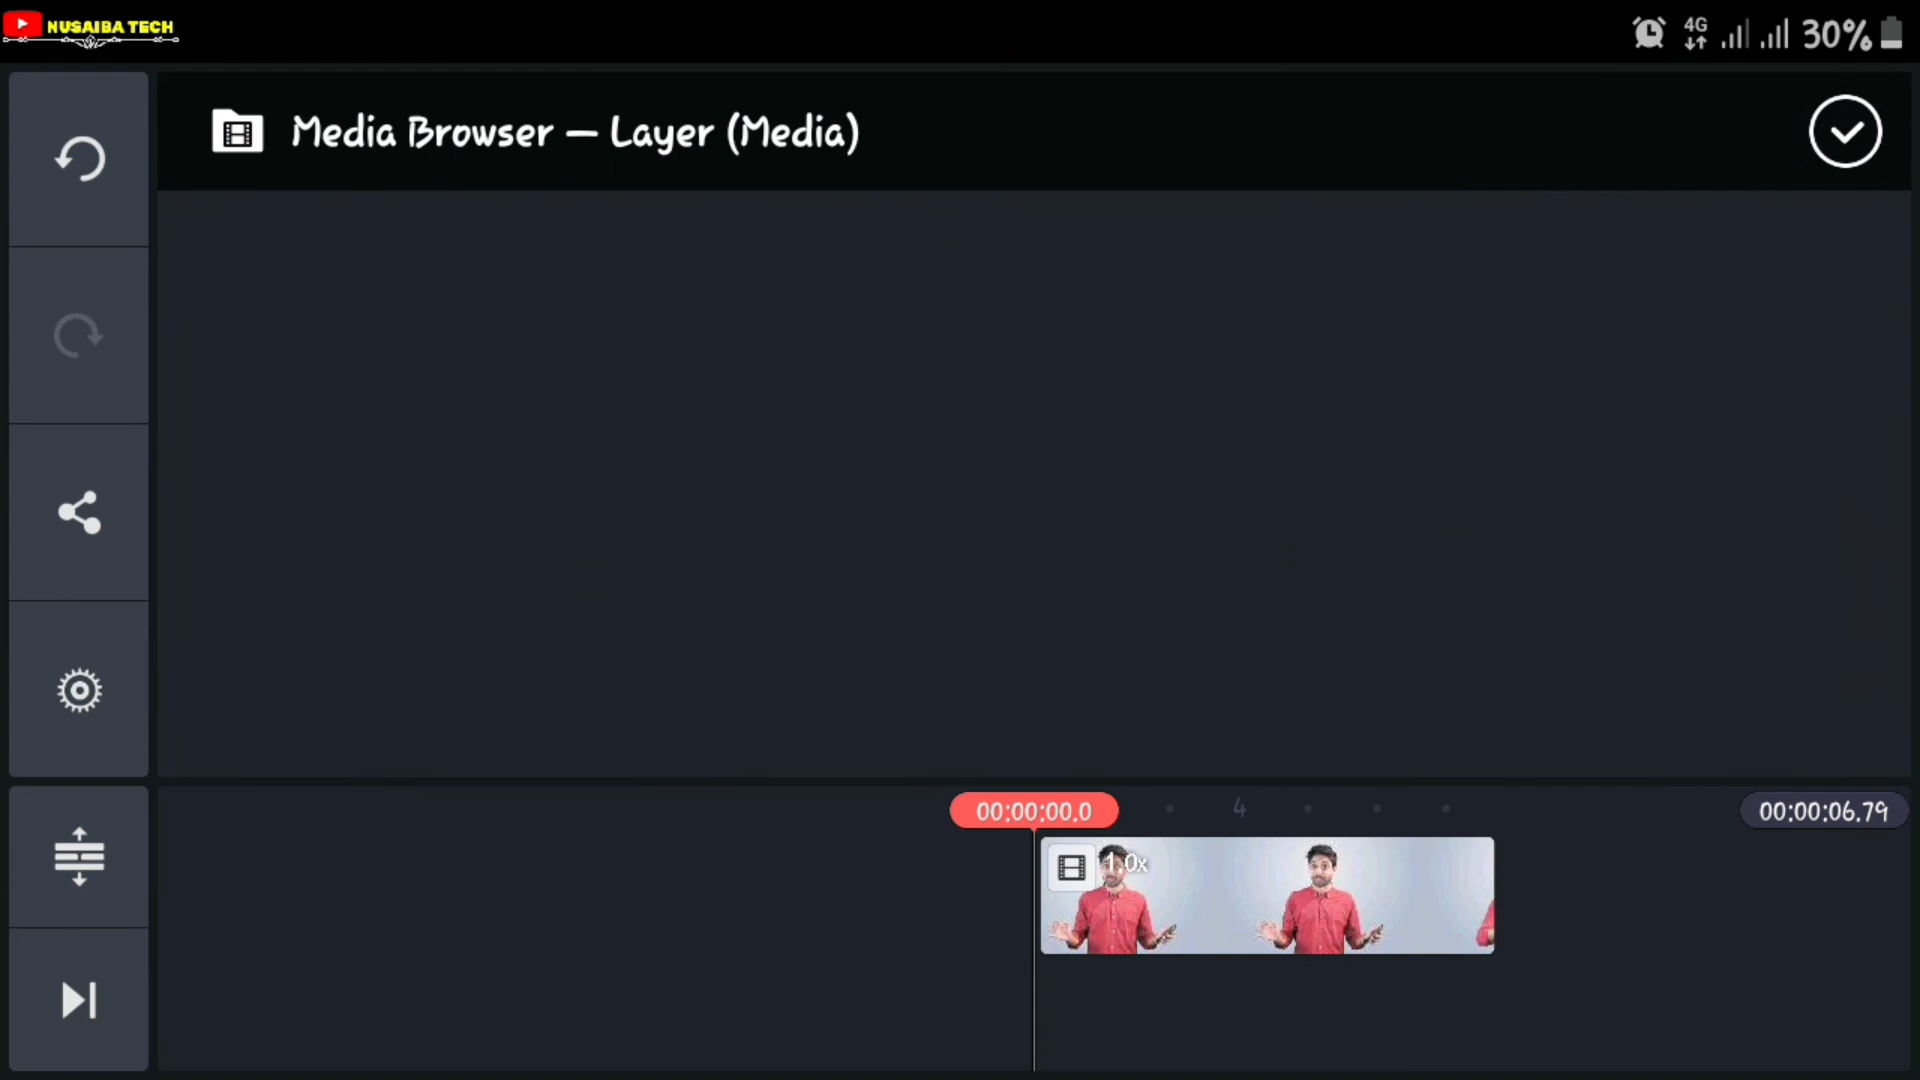 NUSAIBA TECH
4G
30%
Media Browser — Layer (Media)
00:00:00.0
4
00:00:06.79
1.0x